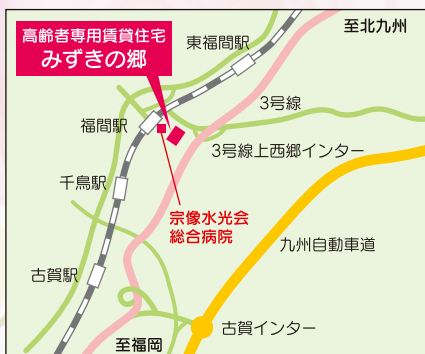 高齢者専用賃貸住宅
みずきの郷
東福間駅
至北九州
3号線
福間駅
3号線上西郷インター
千鳥駅
宗像水光会
総合病院
九州自動車道
古賀駅
古賀インター
至福岡